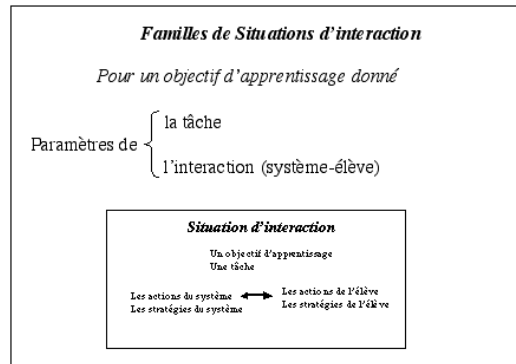 Familles de Situations d'interaction
Pour un objectif d'apprentissage donné
la tâche
Paramètres de
l'interaction (système-élève)
Situation d'interaction
Un objectif d'apprentissage
Une tâche
Les actions du système Les actions de l'élève
Les stratégies du système Les stratégies de l'élève